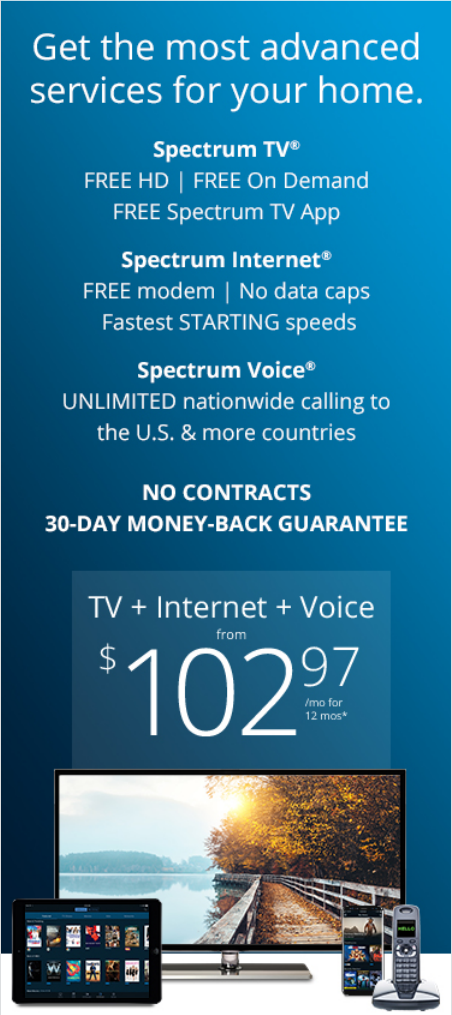 Get the most advanced
services for your home.
Spectrum TV®
FREE HD | FREE On Demand
FREE Spectrum TV App
Spectrum Internet®
FREE modem | No data caps
Fastest STARTING speeds
Spectrum Voice®
UNLIMITED nationwide calling to
the U.S. & more countries
NO CONTRACTS
30-DAY MONEY-BACK GUARANTEE
TV + Internet + Voice
from
$102 97
/mo for
12 mos*
HELLO